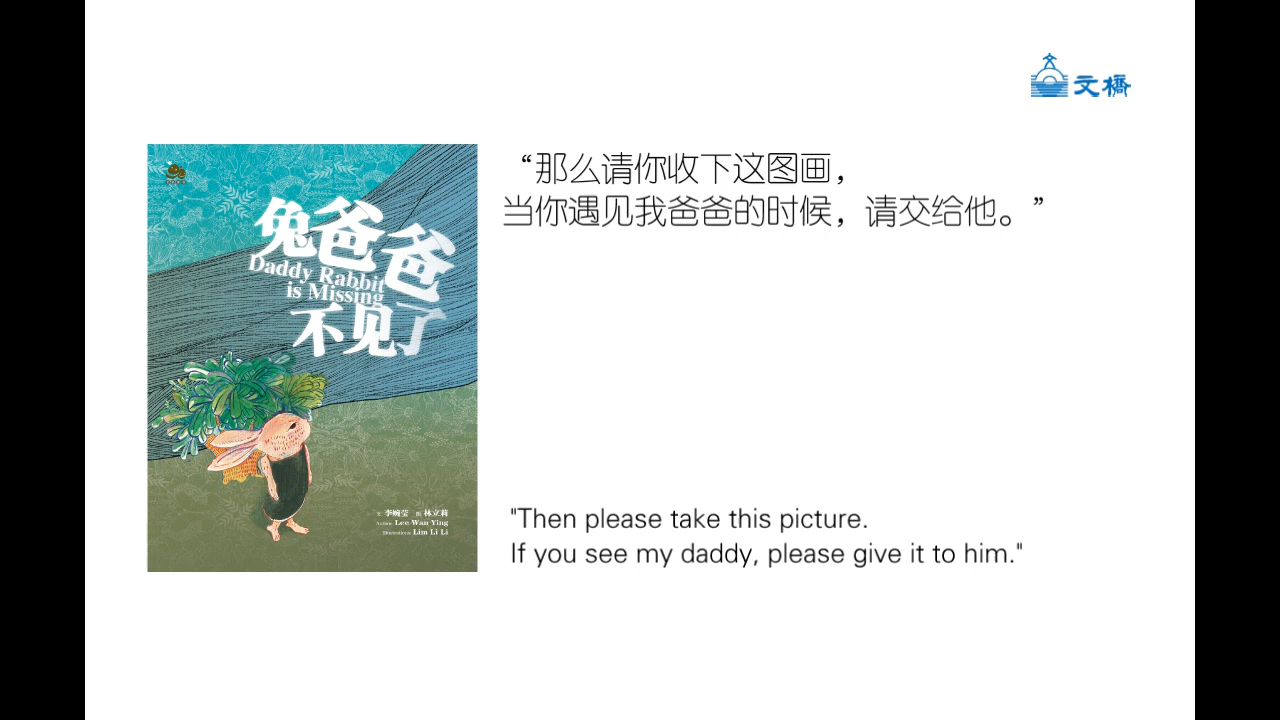 文橋
兔爸爸
Daddy Rabbit
is Missing
不见了
文 李婉莹 林立莉
Author Lee Wan Ying
Illustrations Lim Li Li
“那么请你收下这图画，
当你遇见我爸爸的时候，请交给他。”
"Then please take this picture.
If you see my daddy, please give it to him."